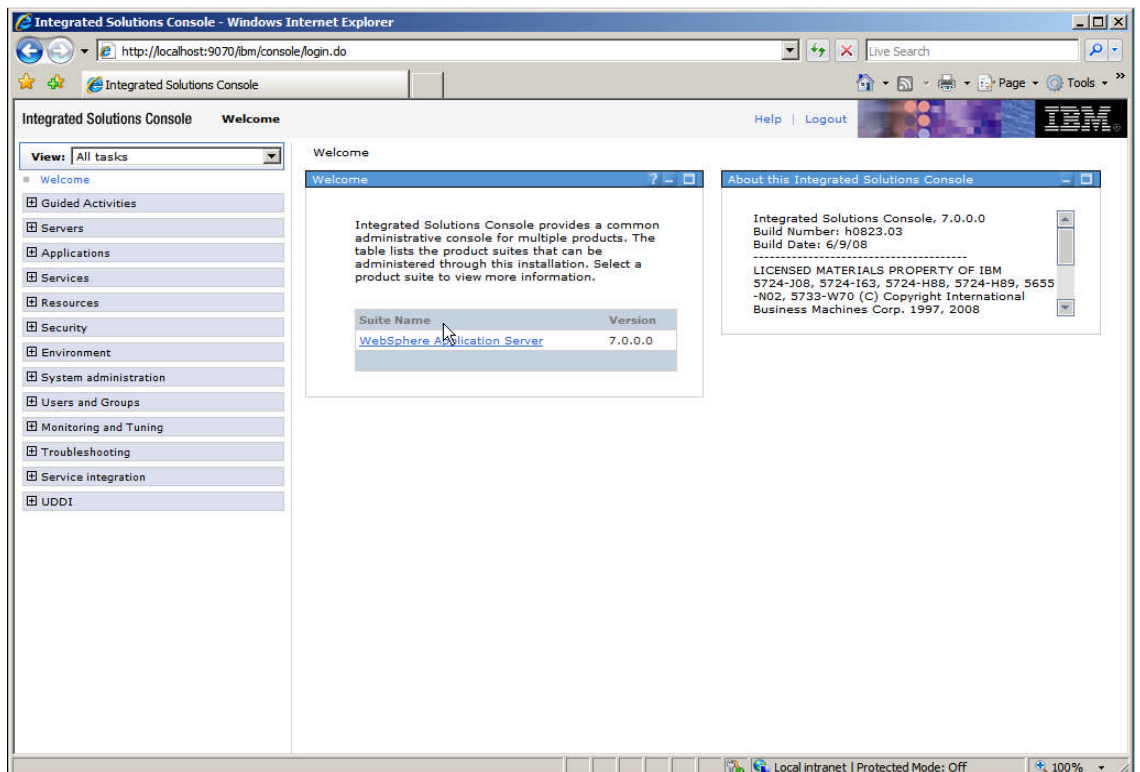 Integrated Solutions Console - Windows Internet Explorer
http://localhost:9070/ibm/console/login.do
Live Search
Integrated Solutions Console
Page
Tools
Integrated Solutions Console Welcome
Help | Logout
IBM
View: All tasks
Welcome
Guided Activities
Servers
Applications
Services
Resources
Security
Environment
System administration
Users and Groups
Monitoring and Tuning
Troubleshooting
Service integration
UDDI
Welcome
Welcome
Integrated Solutions Console provides a common
administrative console for multiple products. The
table lists the product suites that can be
administered through this installation. Select a
product suite to view more information.
Suite Name Version
WebSphere Application Server 7.0.0.0
About this Integrated Solutions Console
Integrated Solutions Console, 7.0.0.0
Build Number: h0823.03
Build Date: 6/9/08
--------------------------------------
LICENSED MATERIALS PROPERTY OF IBM
5724-J08, 5724-I63, 5724-H88, 5724-H89, 5655
-N02, 5733-W70 (C) Copyright International
Business Machines Corp. 1997, 2008
Local intranet | Protected Mode: Off
100%